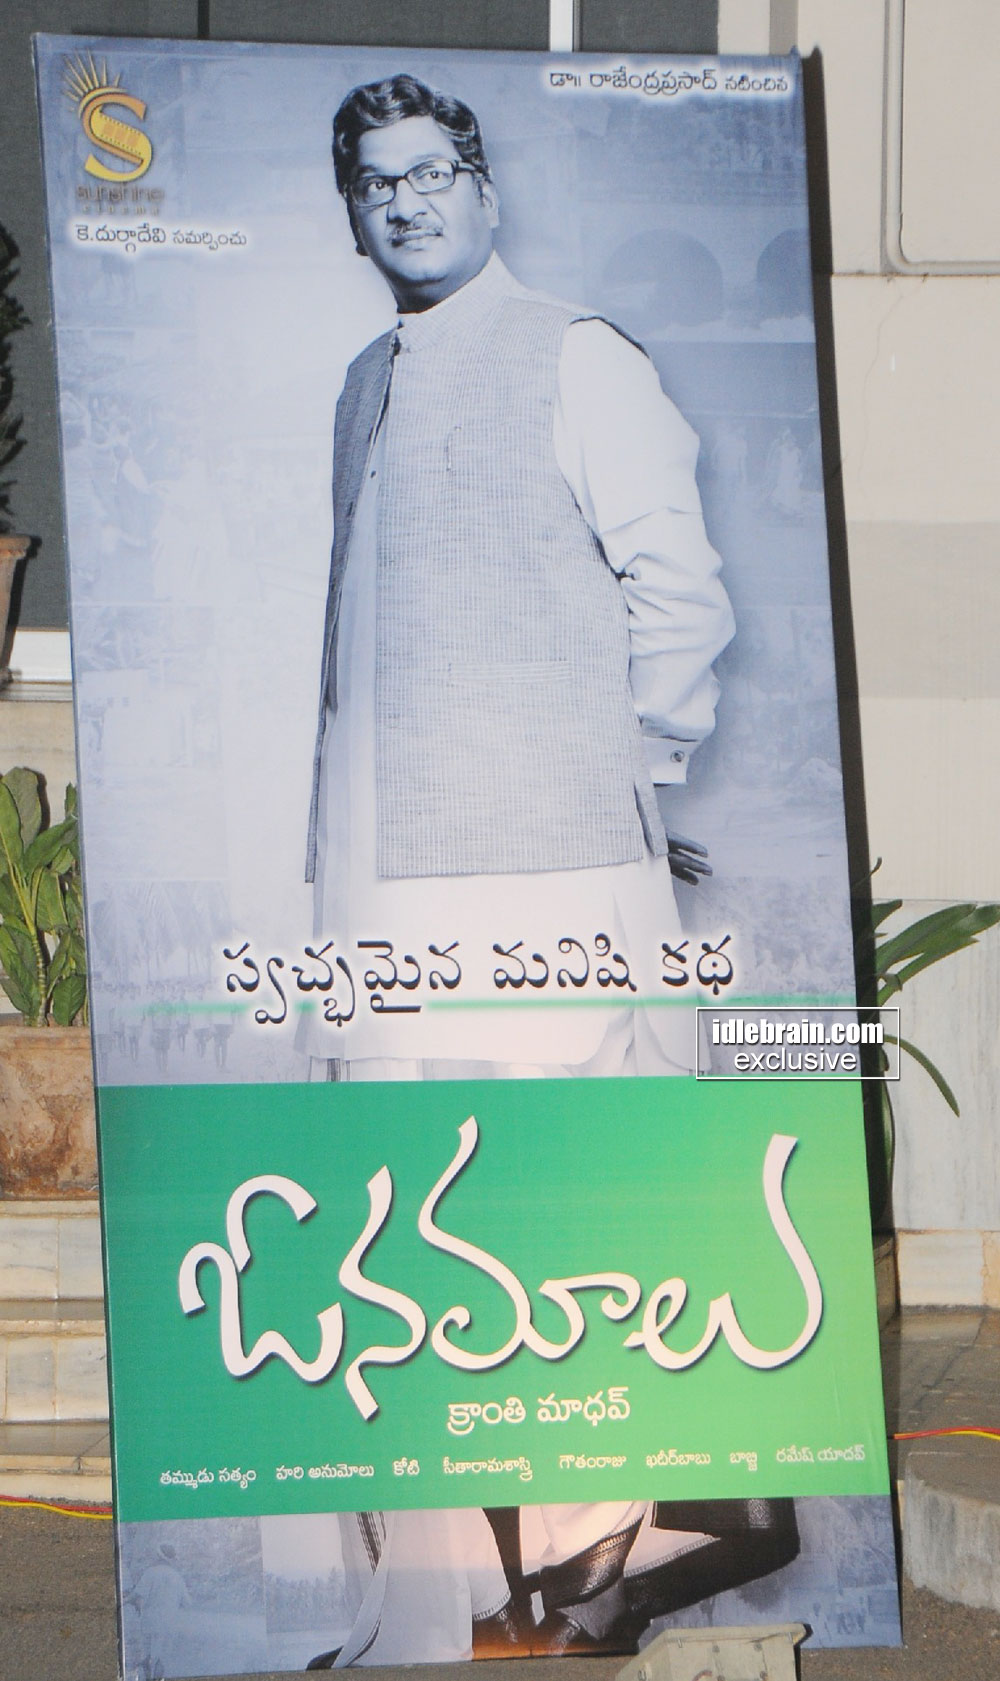 డా॥ రాజేంద్రప్రసాద్ నటించిన
S
sunshine
cinema
కె.దుర్గాదేవి సమర్పించు
స్వచ్ఛమైన మనిషి కథ
idlebrain.com
exclusive
ఓనమాలు
క్రాంతి మాధవ్
తమ్ముడు సత్యం హరి అనుమోలు కోటి సీతారామశాస్త్రి గౌతంరాజు ఖదీర్‌బాబు బాబ్జి రమేష్ యాదవ్